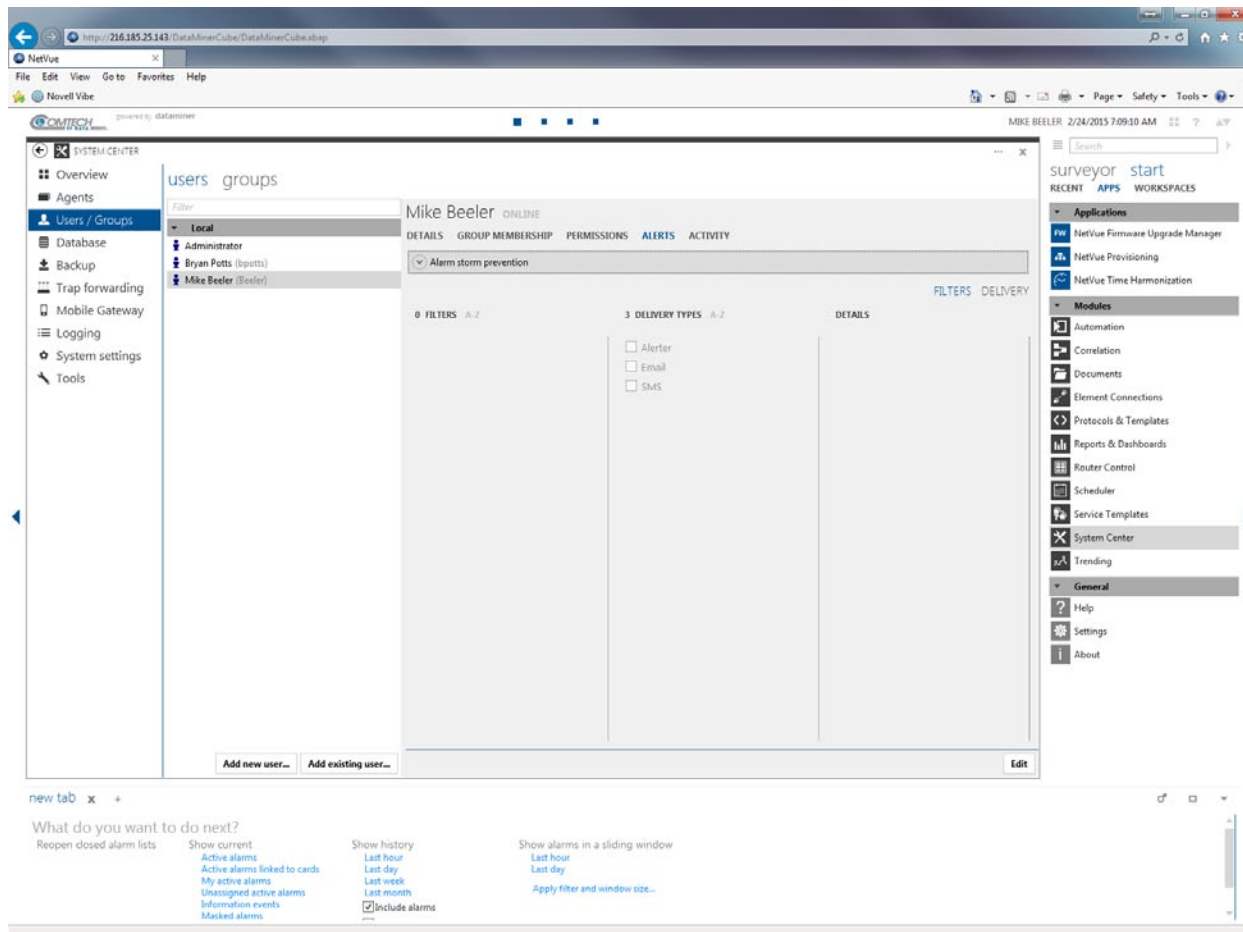 http://216.185.25.143/DataMinerCube/DataMinerCube.xbap
NetVue
File Edit View Go to Favorites Help
Novell Vibe
Page Safety Tools
COMTECH
powered by dataminer
MIKE BEELER 2/24/2015 7:09:10 AM
SYSTEM CENTER
Overview
Agents
Users / Groups
Database
Backup
Trap forwarding
Mobile Gateway
Logging
System settings
Tools
users groups
Filter
Local
Administrator
Bryan Potts (bpotts)
Mike Beeler (Beeler)
Add new user...
Add existing user...
Mike Beeler ONLINE
DETAILS GROUP MEMBERSHIP PERMISSIONS ALERTS ACTIVITY
Alarm storm prevention
FILTERS DELIVERY
0 FILTERS A-Z
3 DELIVERY TYPES A-Z
DETAILS
Alerter
Email
SMS
Edit
Search
surveyor start
RECENT APPS WORKSPACES
Applications
FW NetVue Firmware Upgrade Manager
NetVue Provisioning
NetVue Time Harmonization
Modules
Automation
Correlation
Documents
Element Connections
Protocols & Templates
Reports & Dashboards
Router Control
Scheduler
Service Templates
System Center
Trending
General
Help
Settings
About
new tab x +
What do you want to do next?
Reopen closed alarm lists
Show current
Active alarms
Active alarms linked to cards
My active alarms
Unassigned active alarms
Information events
Masked alarms
Show history
Last hour
Last day
Last week
Last month
Include alarms
Show alarms in a sliding window
Last hour
Last day
Apply filter and window size...